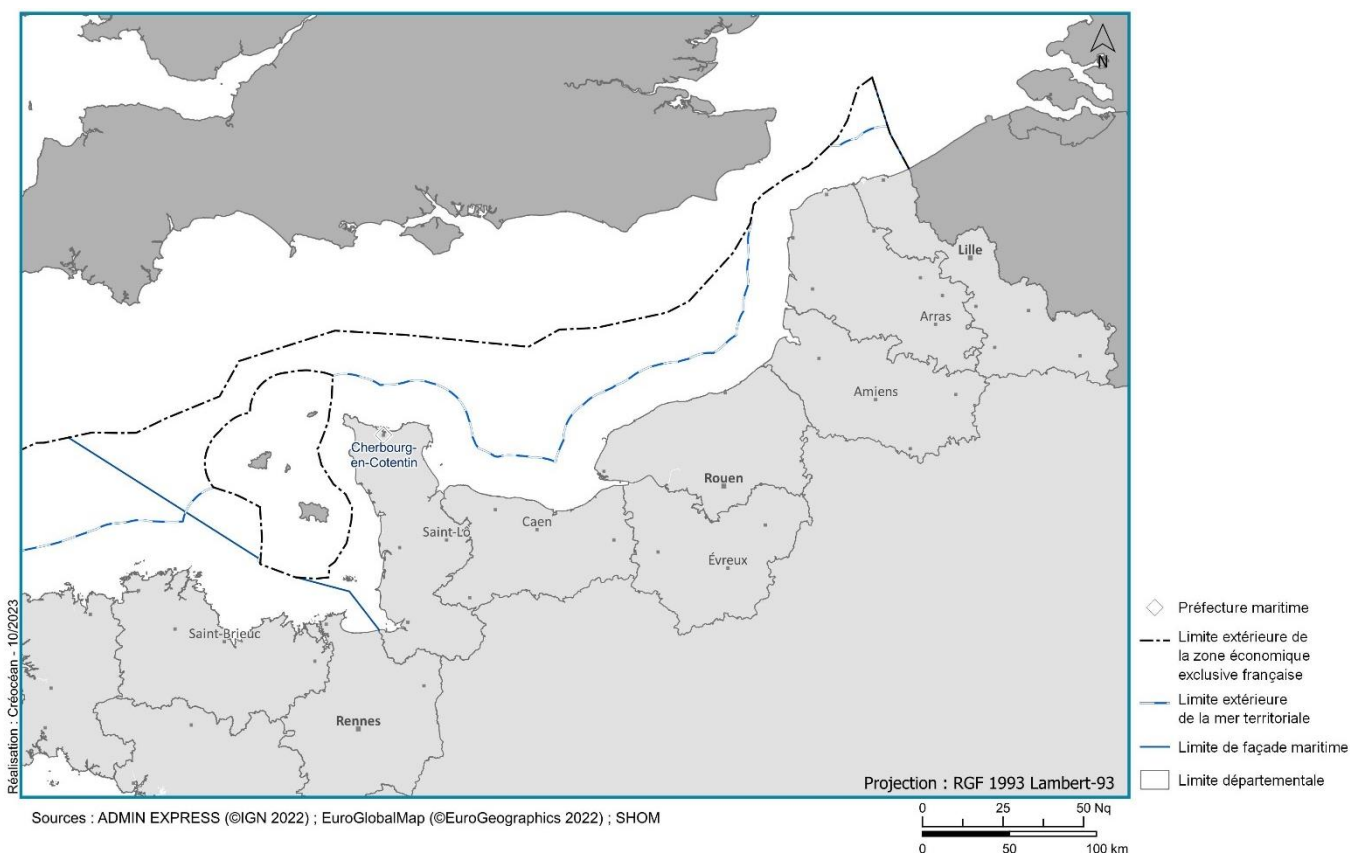 N
Lille
Arras
Amiens
Cherbourg-
en-Cotentin
Rouen
Saint-Lô
Caen
Évreux
Saint-Brieuc
Rennes
Projection : RGF 1993 Lambert-93
Réalisation : Créocéan - 10/2023
Sources : ADMIN EXPRESS (©IGN 2022) ; EuroGlobalMap (©EuroGeographics 2022) ; SHOM
0 25 50 Nq
0 50 100 km
Préfecture maritime
Limite extérieure de
la zone économique
exclusive française
Limite extérieure
de la mer territoriale
Limite de façade maritime
Limite départementale